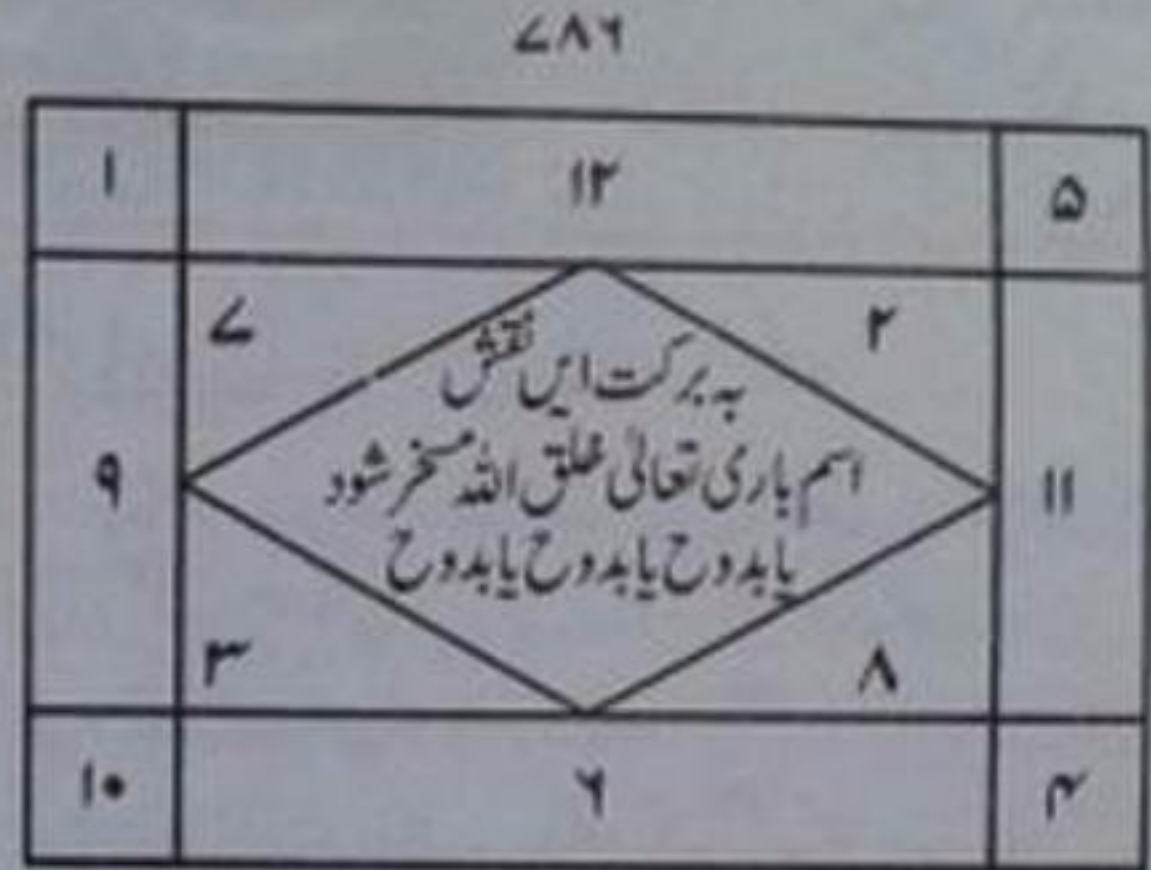 ۷۸۶
۱ ۱۲ ۵
۷ ۲
به برکت ایں نقش
۹ اسم باری تعالیٰ خلق اللہ مسخر شود ۱۱
یا بدوح یا بدوح یا بدوح
۳ ۸
۱۰ ۶ ۴